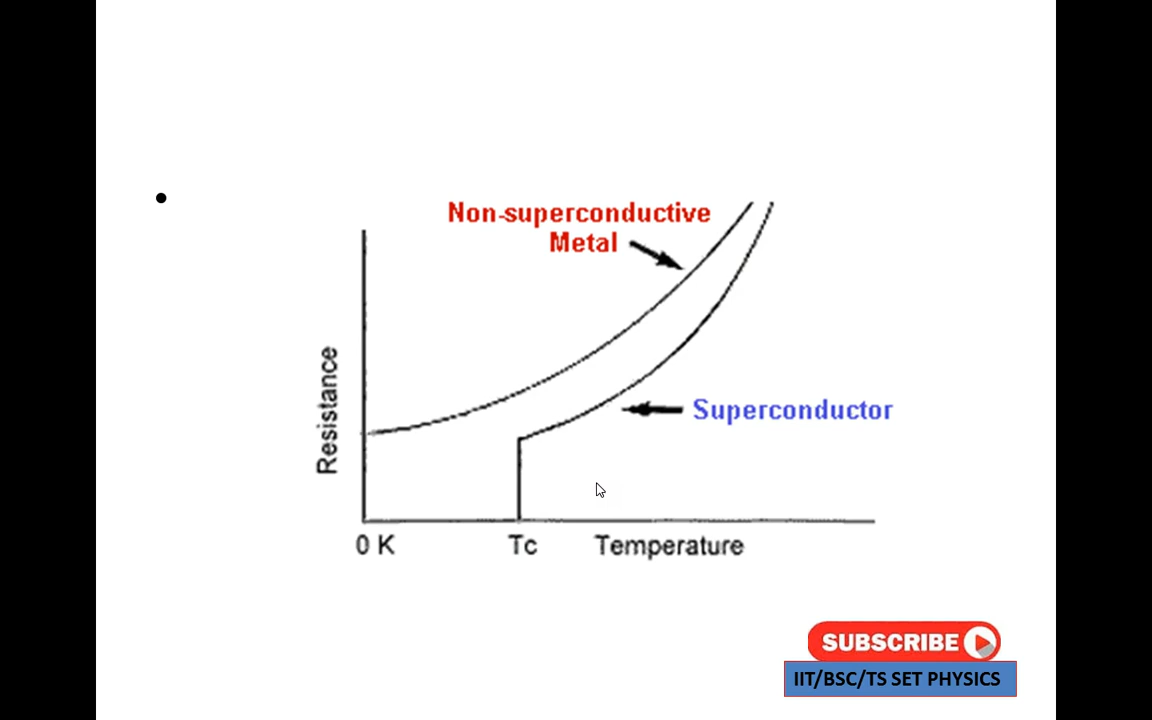 Non-superconductive
Metal
Resistance
Superconductor
0 K
Tc
Temperature
SUBSCRIBE
IIT/BSC/TS SET PHYSICS